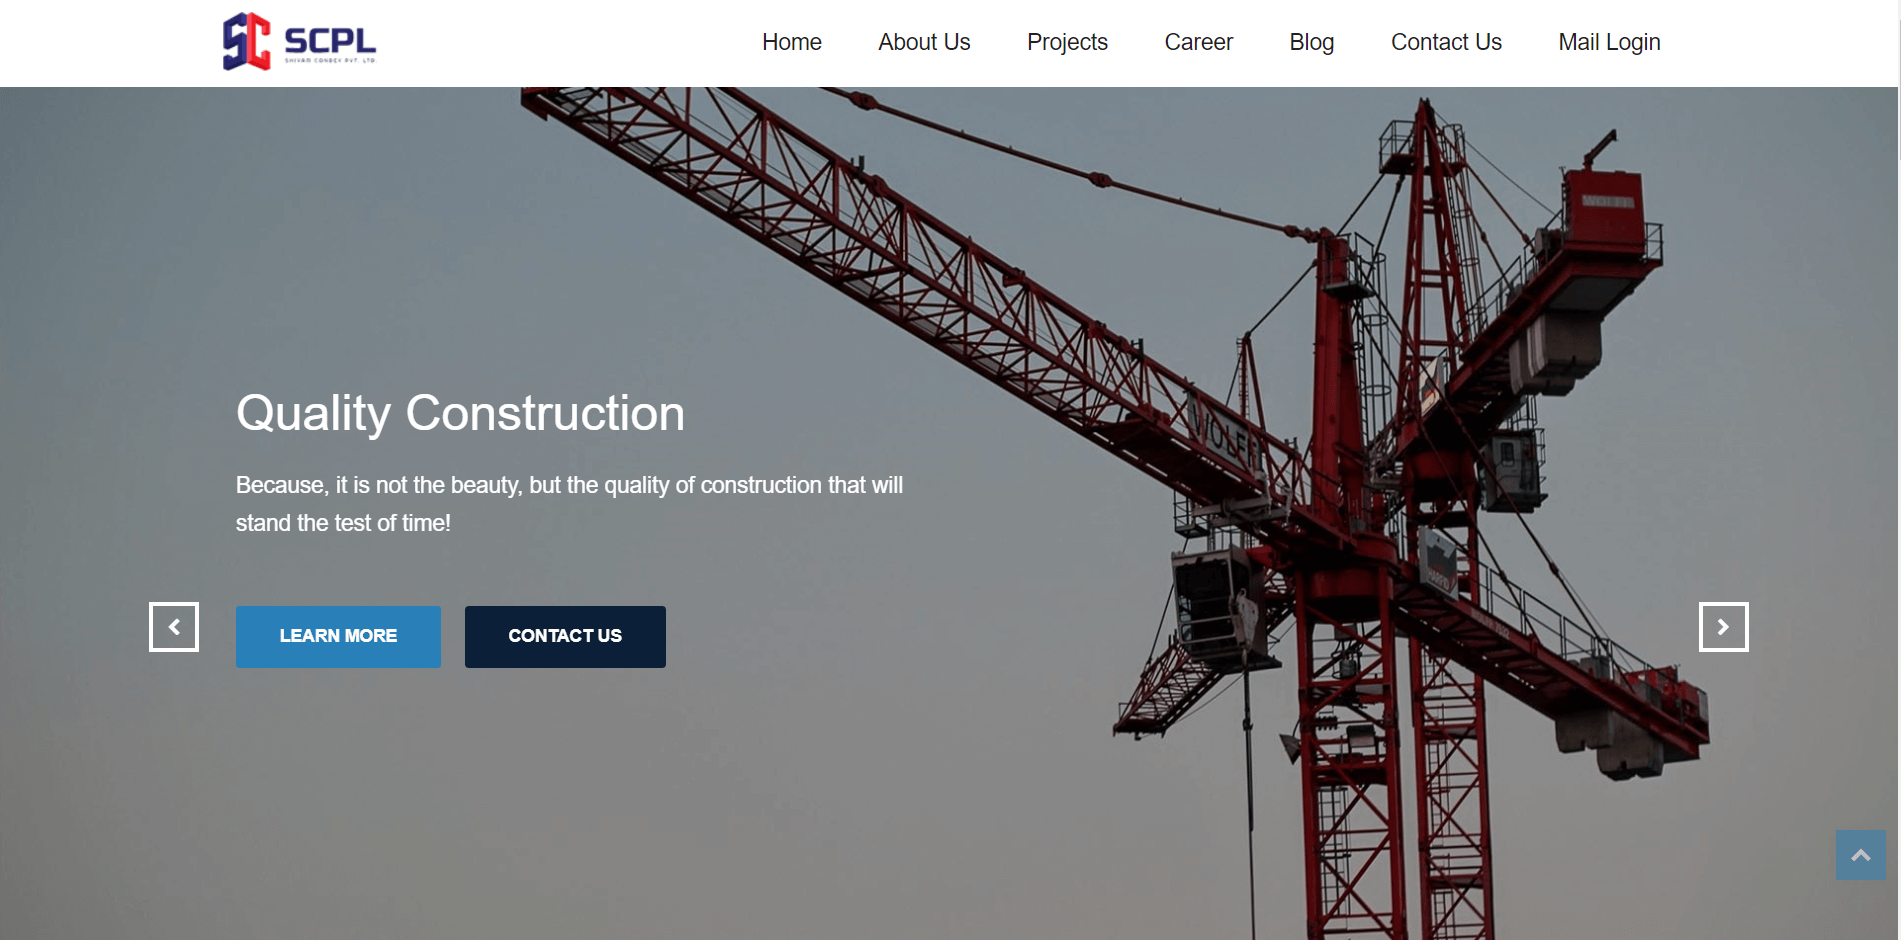 SCPL
SHIVAM CONDEV PVT. LTD.
Home
About Us
Projects
Career
Blog
Contact Us
Mail Login
WOLFF
WOLFF
Quality Construction
Because, it is not the beauty, but the quality of construction that will
stand the test of time!
LEARN MORE
CONTACT US